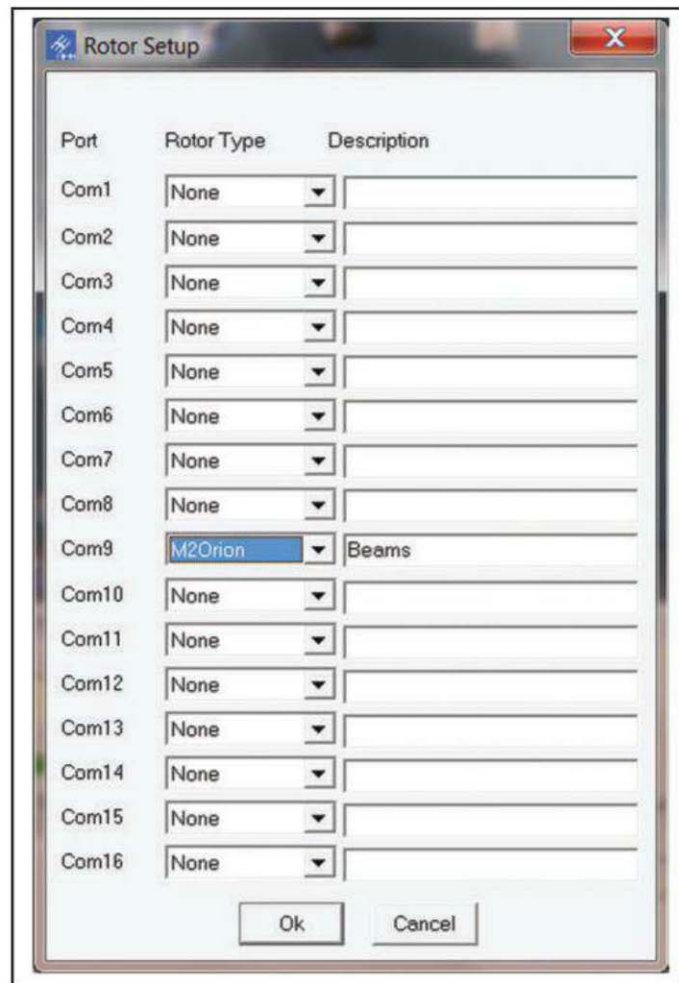 Rotor Setup
Port Rotor Type Description
Com1 None
Com2 None
Com3 None
Com4 None
Com5 None
Com6 None
Com7 None
Com8 None
Com9 M2Orion Beams
Com10 None
Com11 None
Com12 None
Com13 None
Com14 None
Com15 None
Com16 None
Ok Cancel